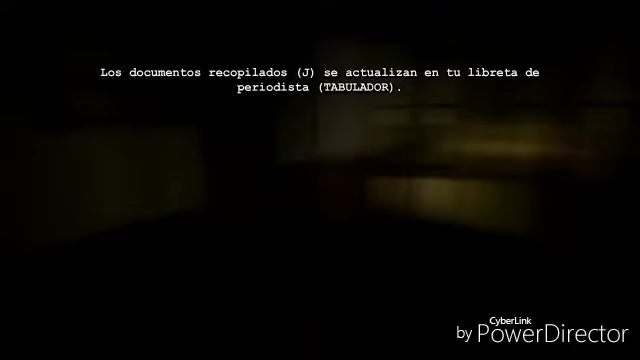 Los documentos recopilados (J) se actualizan en tu libreta de
periodista (TABULADOR).
CyberLink
by PowerDirector